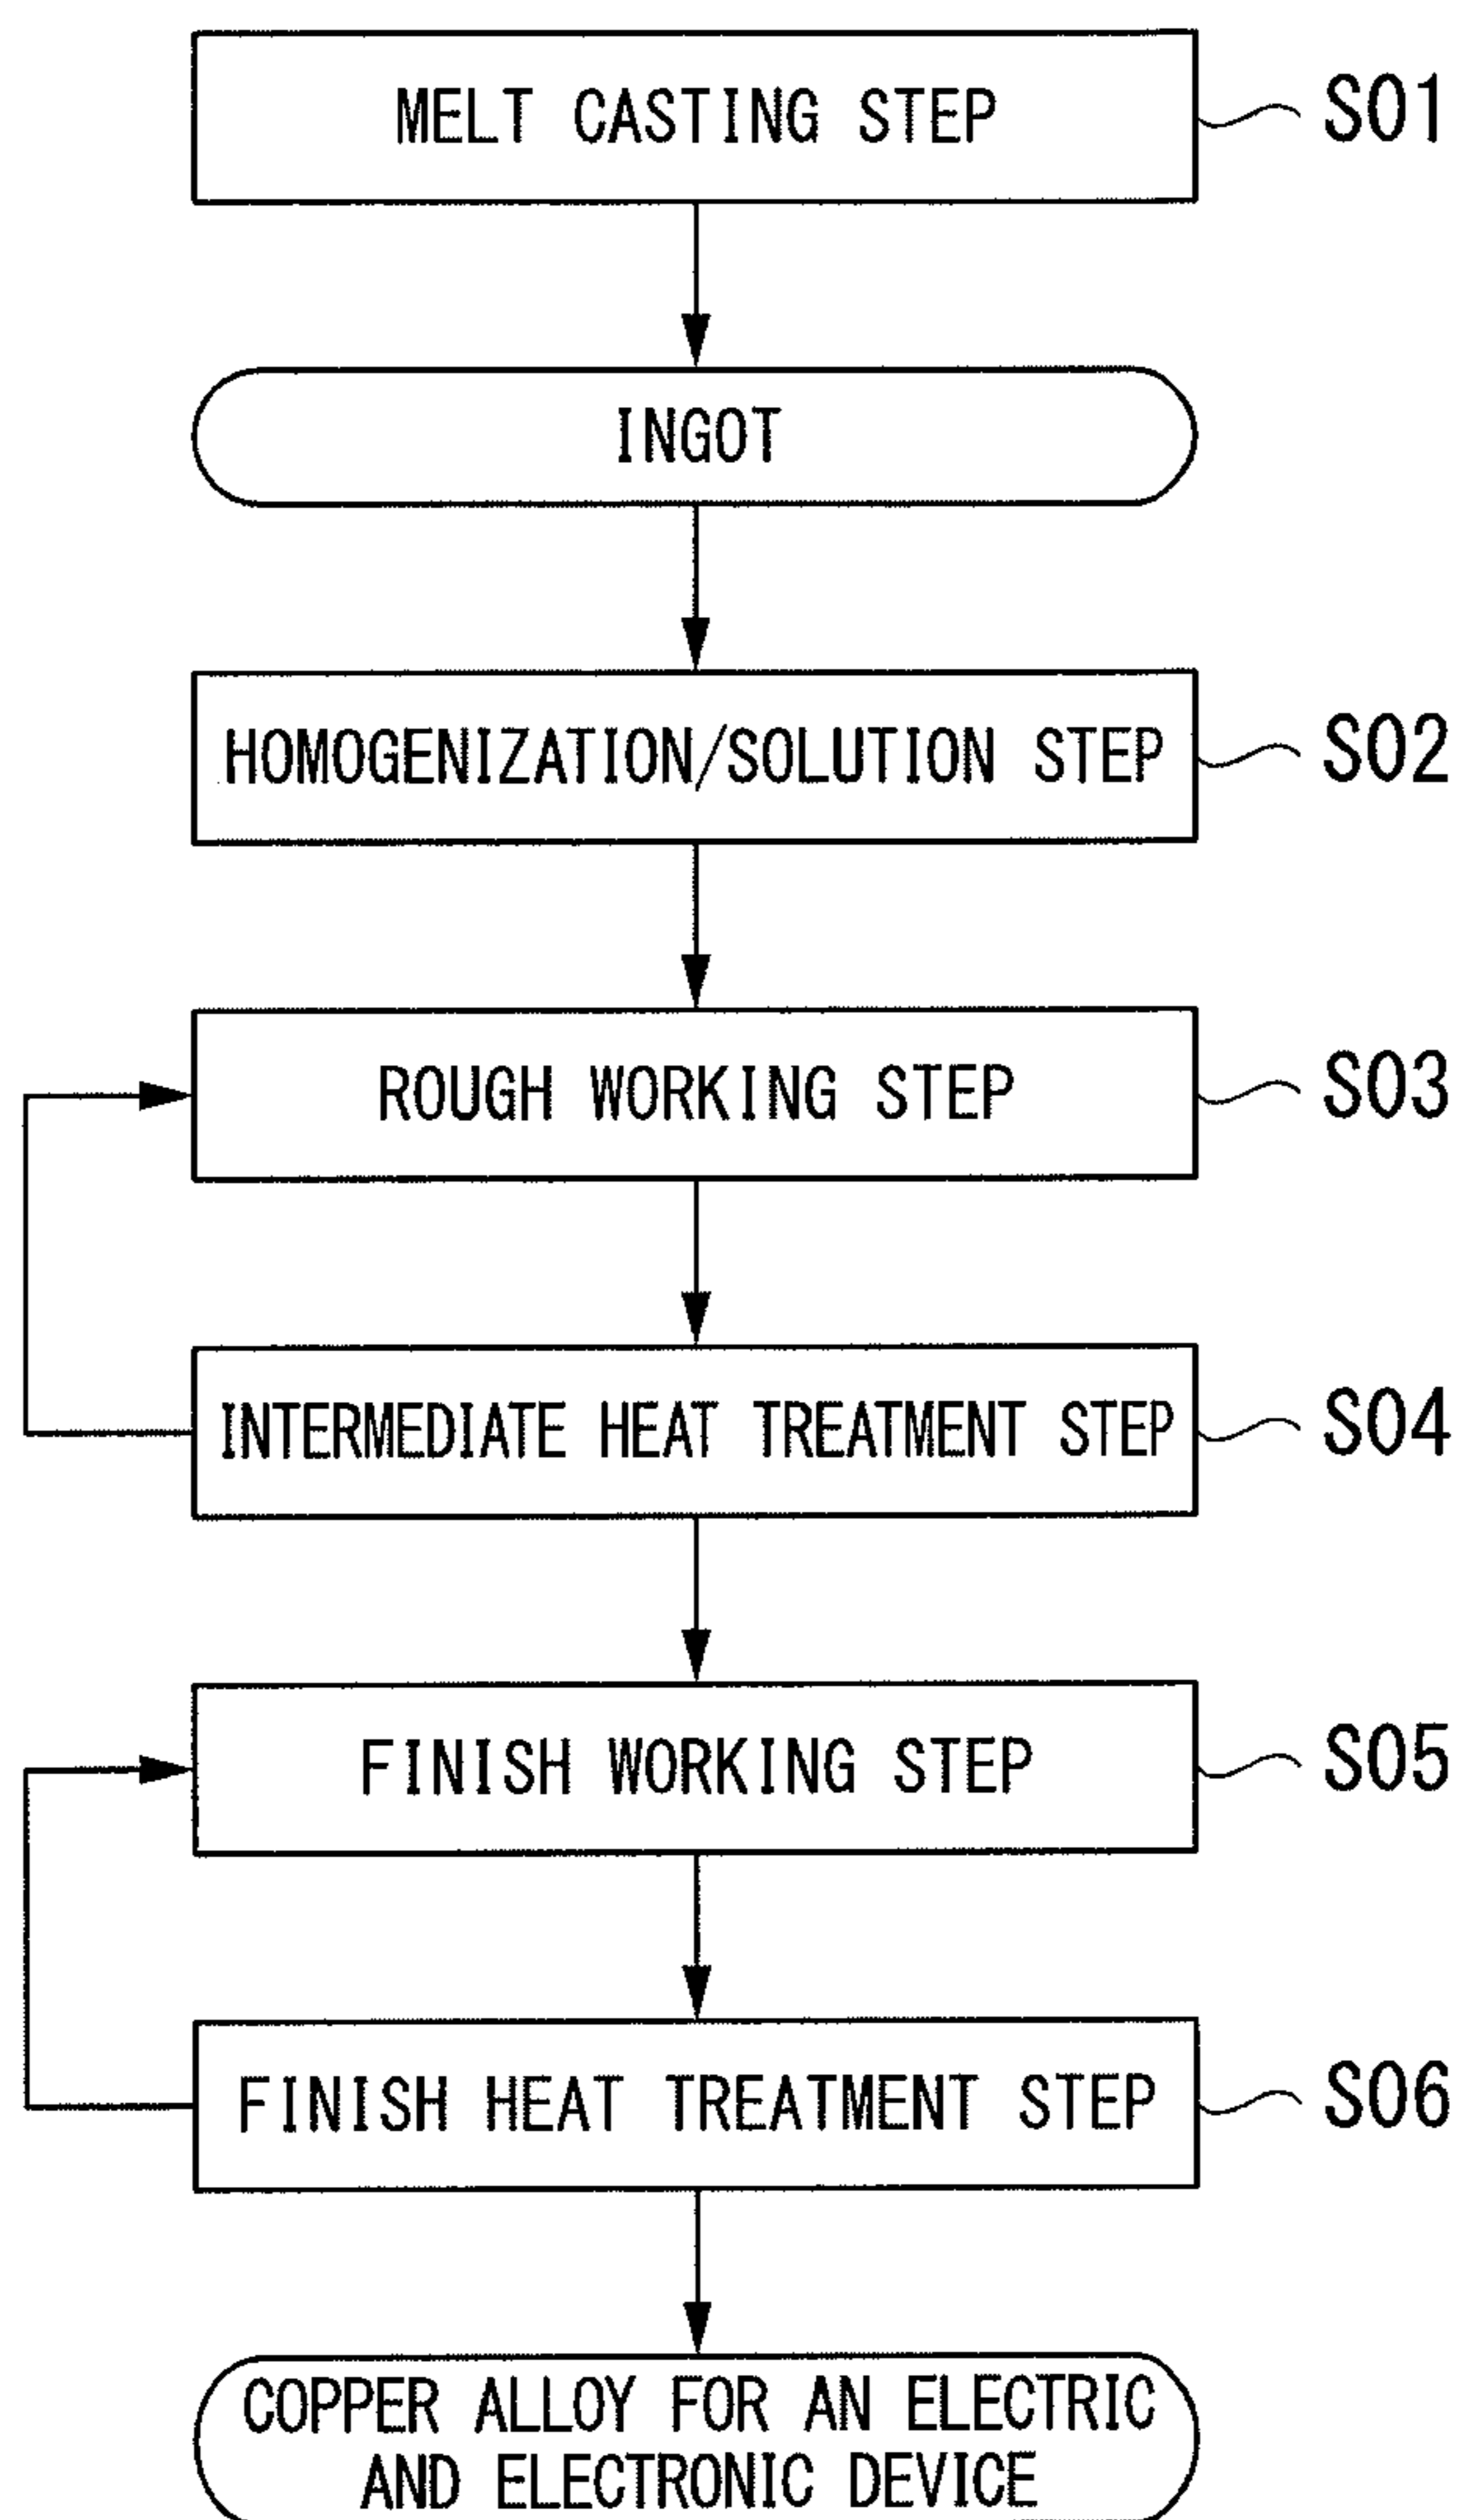 MELT CASTING STEP S01
INGOT
HOMOGENIZATION/SOLUTION STEP S02
ROUGH WORKING STEP S03
INTERMEDIATE HEAT TREATMENT STEP S04
FINISH WORKING STEP S05
FINISH HEAT TREATMENT STEP S06
COPPER ALLOY FOR AN ELECTRIC
AND ELECTRONIC DEVICE